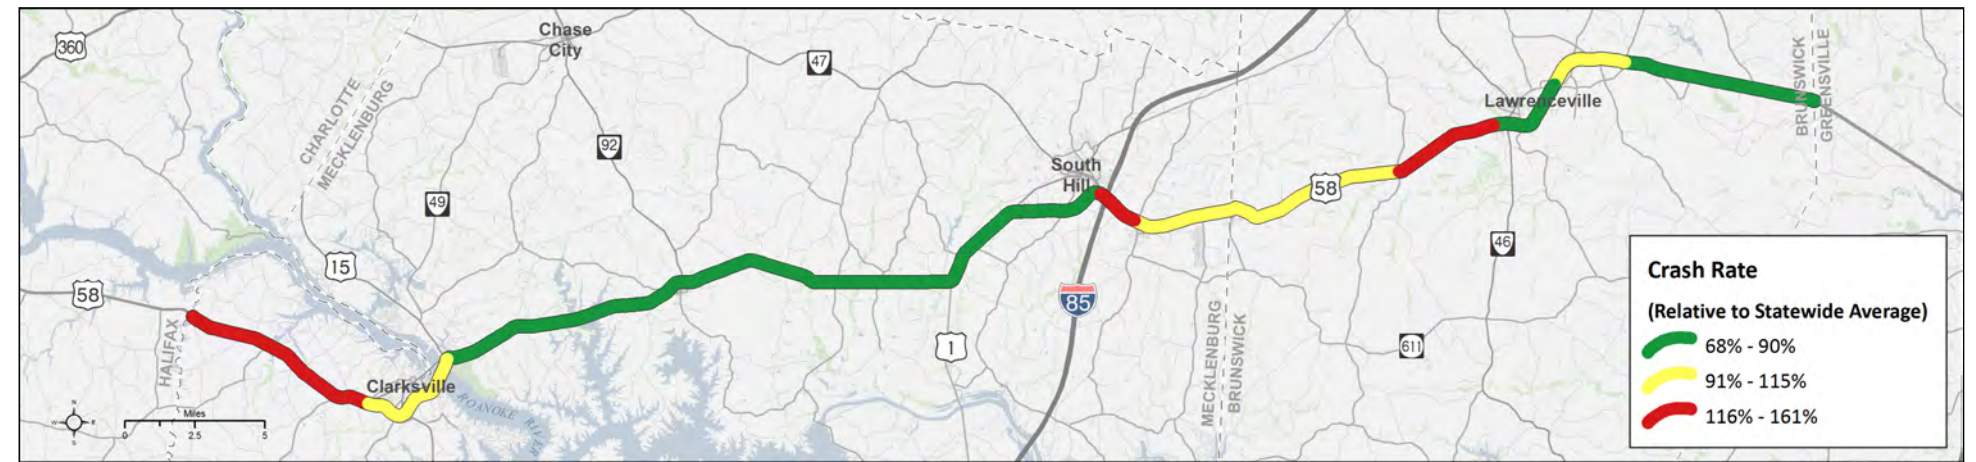 360
Chase
City
47
CHARLOTTE
MECKLENBURG
92
49
15
58
HALIFAX
Clarksville
ROANOKE RIVER
N
W
E
S
Miles
0
2.5
5
South
Hill
85
1
MECKLENBURG
BRUNSWICK
58
Lawrenceville
46
611
BRUNSWICK
GREENSVILLE
Crash Rate
(Relative to Statewide Average)
68% - 90%
91% - 115%
116% - 161%